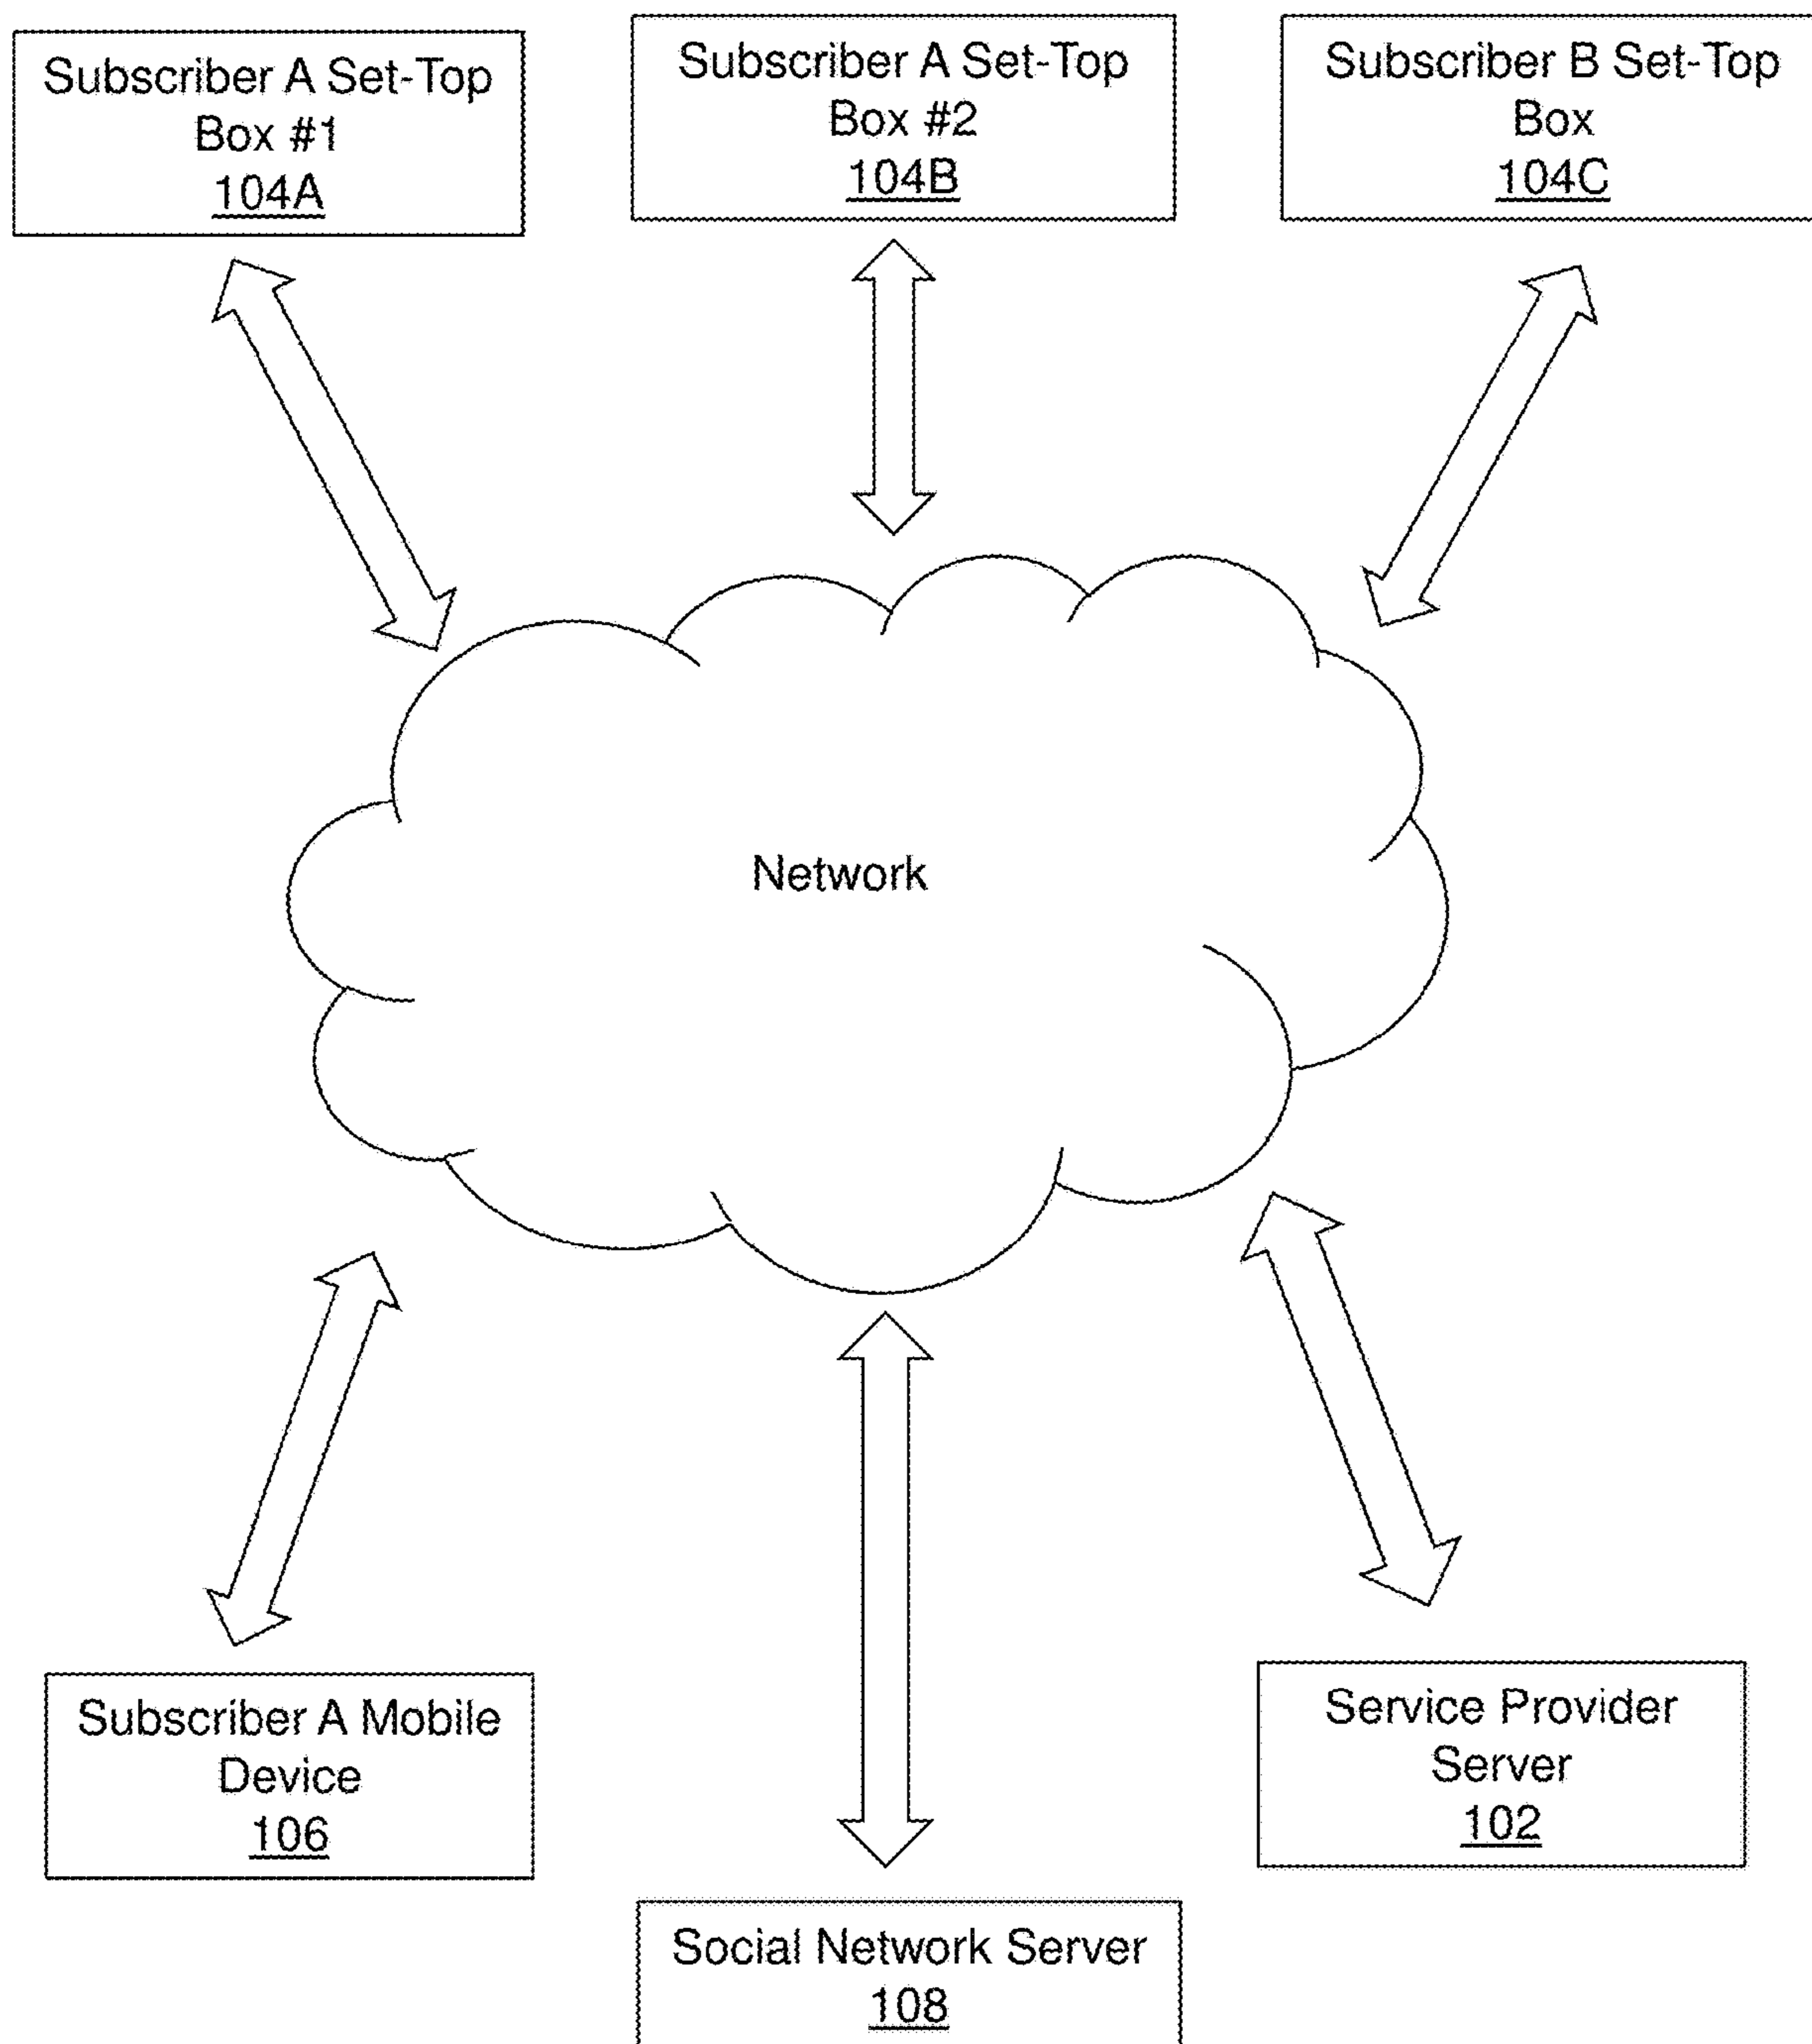 Subscriber A Set-Top
Box #1
104A
Subscriber A Set-Top
Box #2
104B
Subscriber B Set-Top
Box
104C
Network
Subscriber A Mobile
Device
106
Service Provider
Server
102
Social Network Server
108